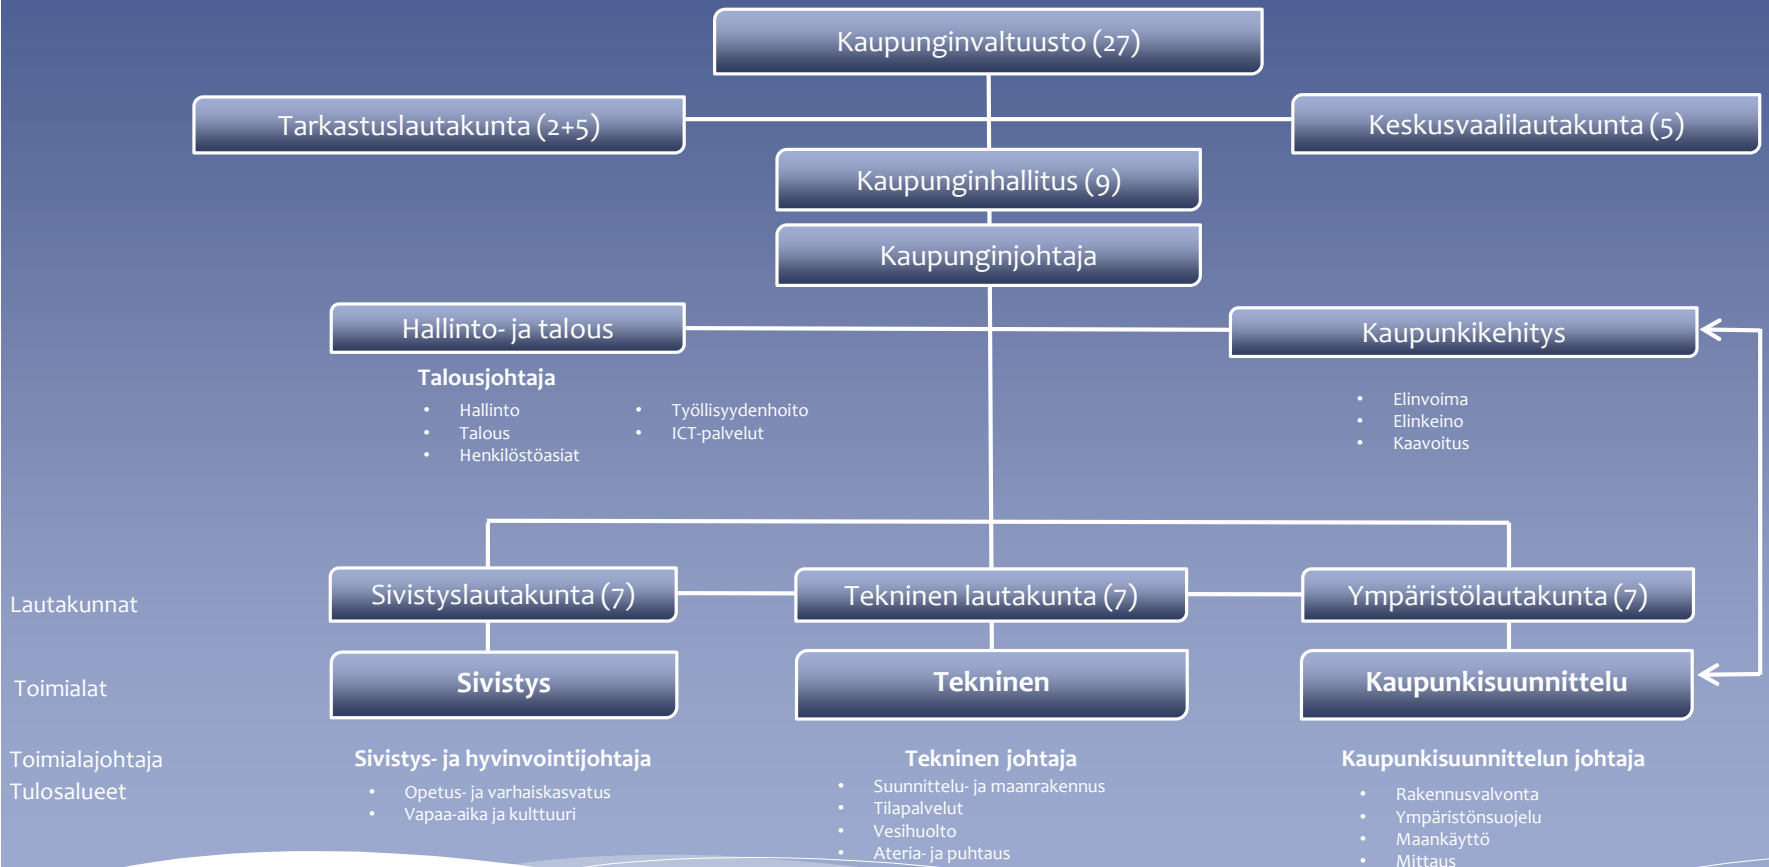 Kaupunginvaltuusto (27)
Tarkastuslautakunta (2+5)
Keskusvaalilautakunta (5)
Kaupunginhallitus (9)
Kaupunginjohtaja
Hallinto- ja talous
Kaupunkikehitys
Talousjohtaja
• Hallinto
• Talous
• Henkilöstöasiat
• Työllisyydenhoito
• ICT-palvelut
• Elinvoima
• Elinkeino
• Kaavoitus
Lautakunnat
Sivistyslautakunta (7)
Tekninen lautakunta (7)
Ympäristölautakunta (7)
Toimialat
Sivistys
Tekninen
Kaupunkisuunnittelu
Toimialajohtaja
Tulosalueet
Sivistys- ja hyvinvointijohtaja
• Opetus- ja varhaiskasvatus
• Vapaa-aika ja kulttuuri
Tekninen johtaja
• Suunnittelu- ja maanrakennus
• Tilapalvelut
• Vesihuolto
• Ateria- ja puhtaus
Kaupunkisuunnittelun johtaja
• Rakennusvalvonta
• Ympäristönsuojelu
• Maankäyttö
• Mittaus